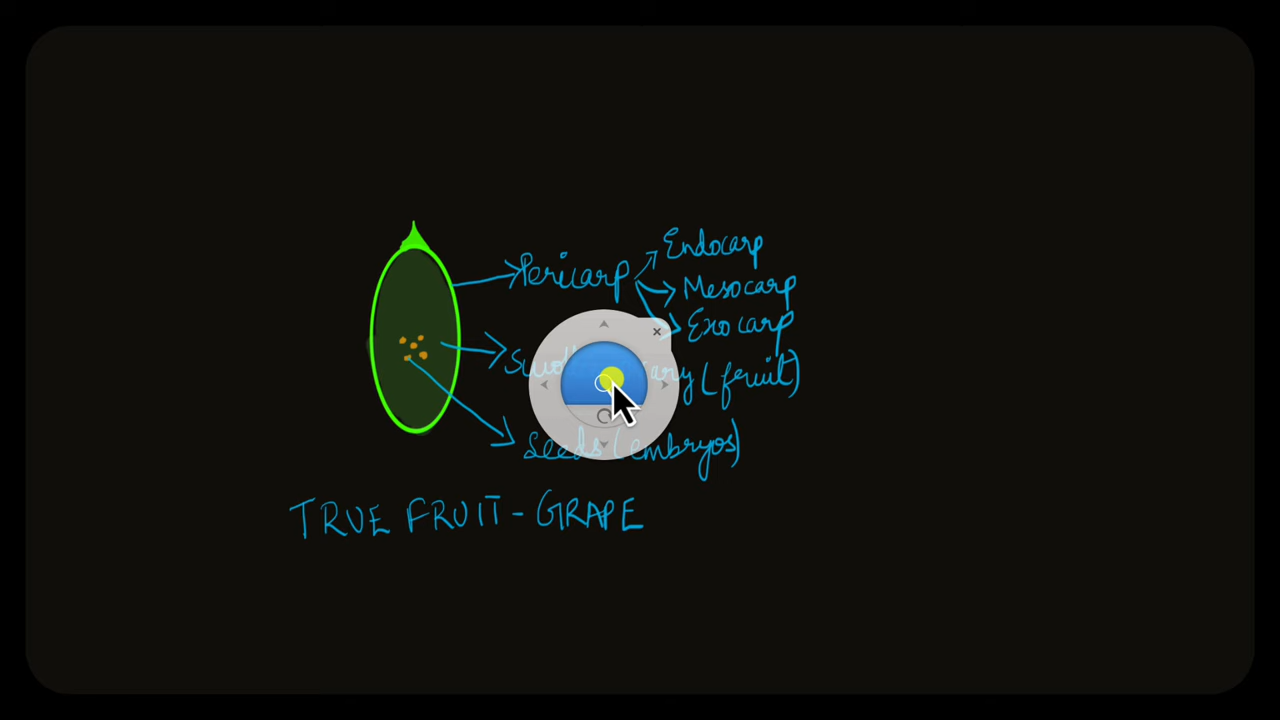 Endocarp
Pericarp
Mesocarp
Exocarp
(fruit)
Seeds (embryos)
TRUE FRUIT - GRAPE